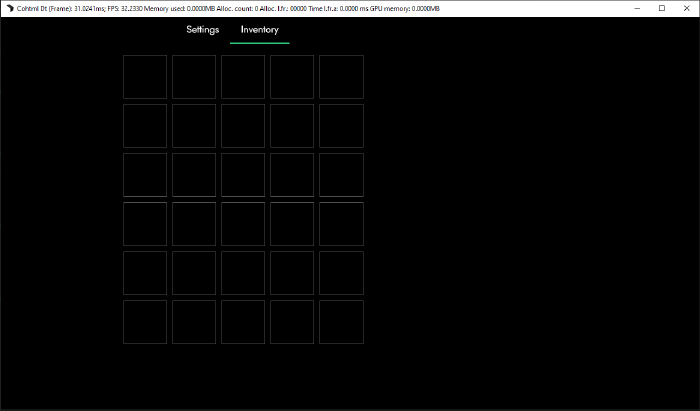 Cohtml Dt (Frame): 31.0241ms; FPS: 32.2330 Memory used: 0.0000MB Alloc. count: 0 Alloc. l.fr.: 00000 Time l.fr.a: 0.0000 ms GPU memory: 0.0000MB
Settings Inventory